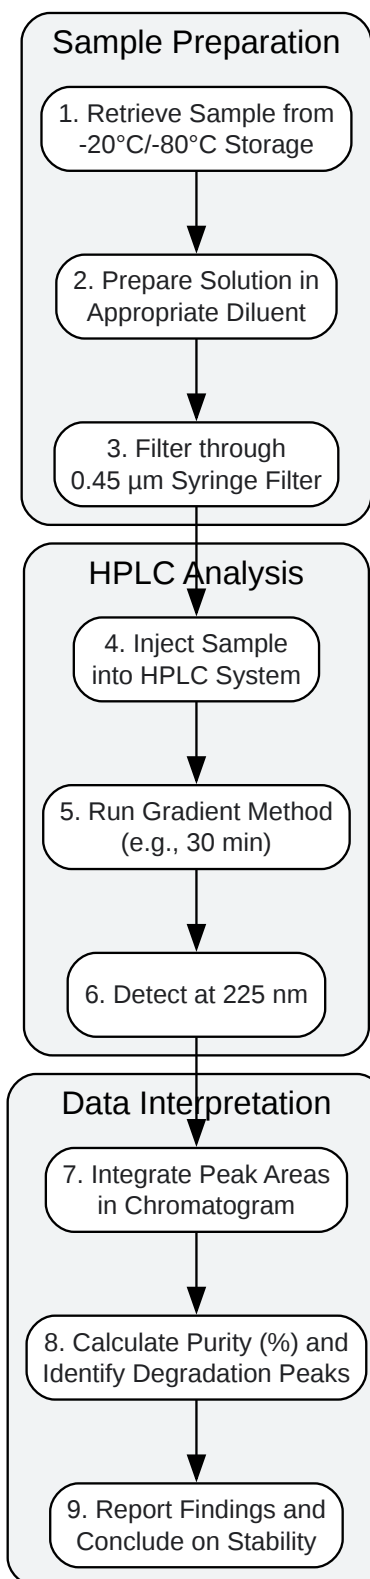 Sample Preparation
1. Retrieve Sample from
-20°C/-80°C Storage
2. Prepare Solution in
Appropriate Diluent
3. Filter through
0.45 µm Syringe Filter
HPLC Analysis
4. Inject Sample
into HPLC System
5. Run Gradient Method
(e.g., 30 min)
6. Detect at 225 nm
Data Interpretation
7. Integrate Peak Areas
in Chromatogram
8. Calculate Purity (%) and
Identify Degradation Peaks
9. Report Findings and
Conclude on Stability